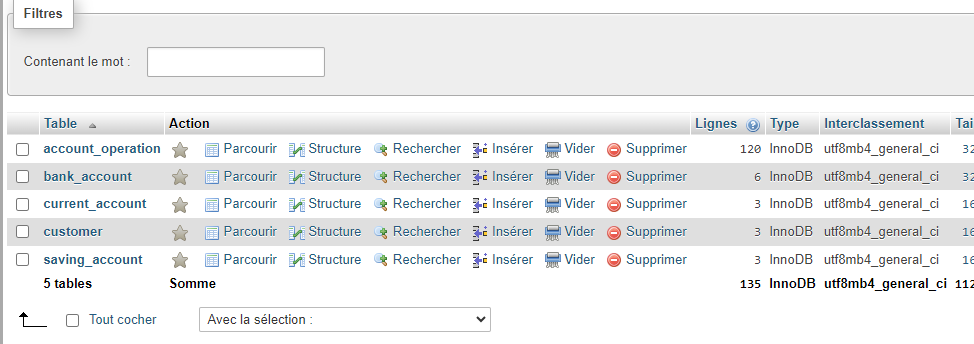 Filtres
Contenant le mot :
Table Action Lignes Type Interclassement Tai
account_operation Parcourir Structure Rechercher Insérer Vider Supprimer 120 InnoDB utf8mb4_general_ci 32
bank_account Parcourir Structure Rechercher Insérer Vider Supprimer 6 InnoDB utf8mb4_general_ci 32
current_account Parcourir Structure Rechercher Insérer Vider Supprimer 3 InnoDB utf8mb4_general_ci 16
customer Parcourir Structure Rechercher Insérer Vider Supprimer 3 InnoDB utf8mb4_general_ci 16
saving_account Parcourir Structure Rechercher Insérer Vider Supprimer 3 InnoDB utf8mb4_general_ci 16
5 tables Somme 135 InnoDB utf8mb4_general_ci 112
Tout cocher Avec la sélection :